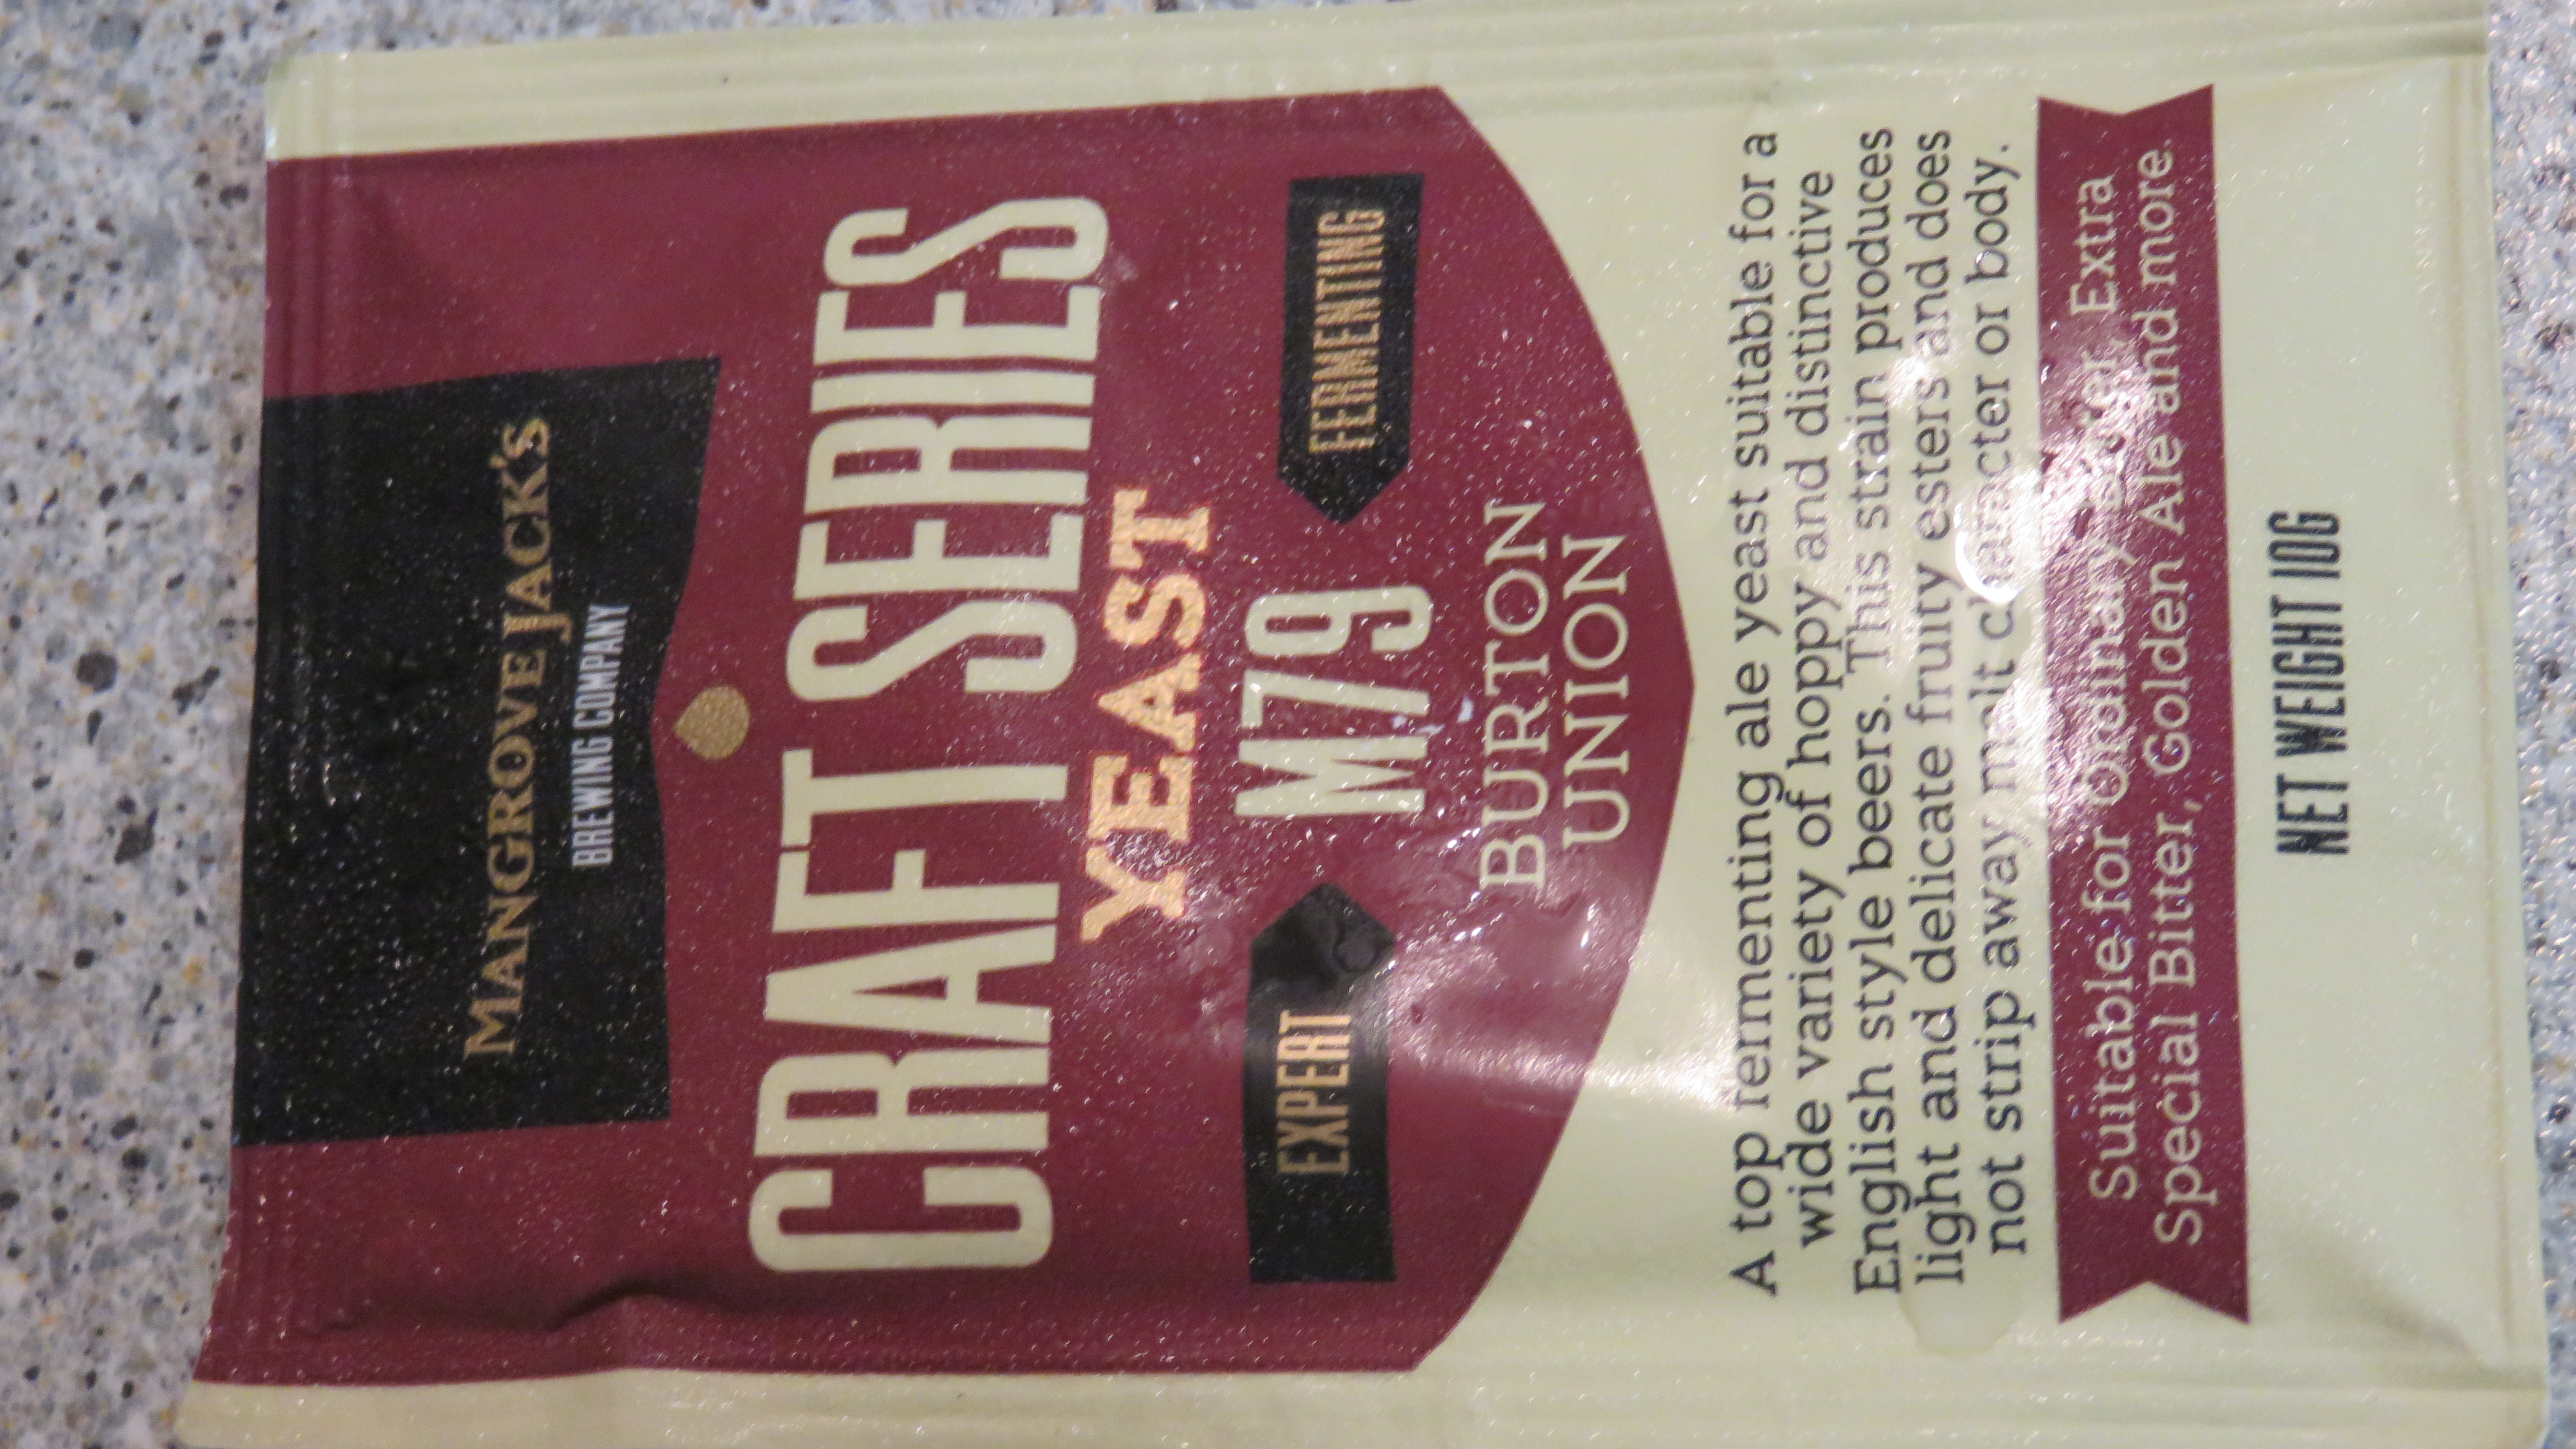 MANGROVE JACK'S
BREWING COMPANY
CRAFT SERIES
YEAST
EXPERT
M79
FERMENTING
BURTON
UNION
A top fermenting ale yeast suitable for a
wide variety of hoppy and distinctive
English style beers. This strain produces
light and delicate fruity esters and does
not strip away malt character or body.
Suitable for Ordinary Bitter, Extra
Special Bitter, Golden Ale and more.
NET WEIGHT 10G